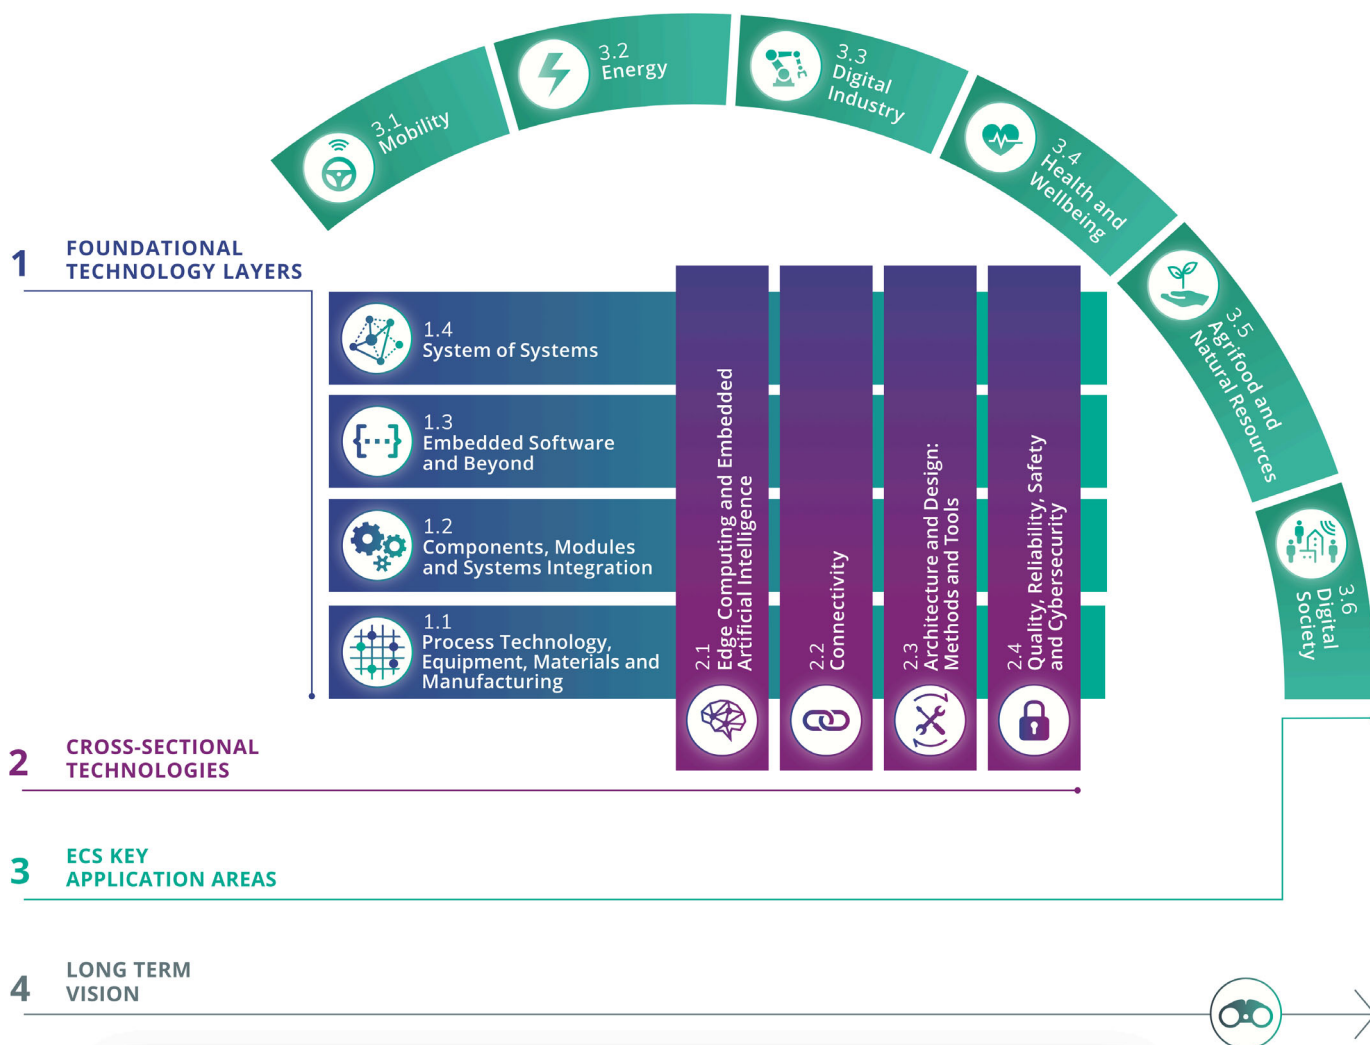 3.1
Mobility
3.2
Energy
3.3
Digital
Industry
3.4
Health and
Wellbeing
3.5
Agrifood and
Natural Resources
3.6
Digital
Society
1
FOUNDATIONAL
TECHNOLOGY LAYERS
1.4
System of Systems
1.3
Embedded Software
and Beyond
1.2
Components, Modules
and Systems Integration
1.1
Process Technology,
Equipment, Materials and
Manufacturing
2.1
Edge Computing and Embedded
Artificial Intelligence
2.2
Connectivity
2.3
Architecture and Design:
Methods and Tools
2.4
Quality, Reliability, Safety
and Cybersecurity
2
CROSS-SECTIONAL
TECHNOLOGIES
3
ECS KEY
APPLICATION AREAS
4
LONG TERM
VISION